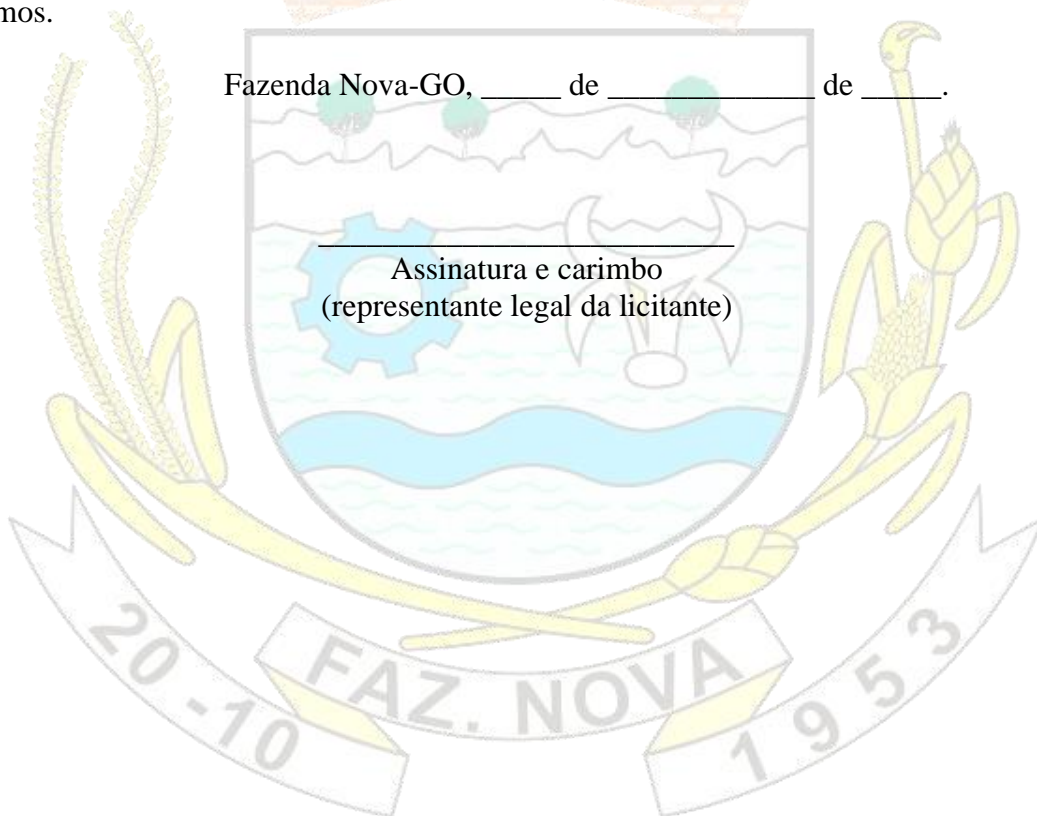 mos.
Fazenda Nova-GO, _____ de _____________ de _____.
__________________________
Assinatura e carimbo
(representante legal da licitante)
20-10
FAZ. NOVA
1953